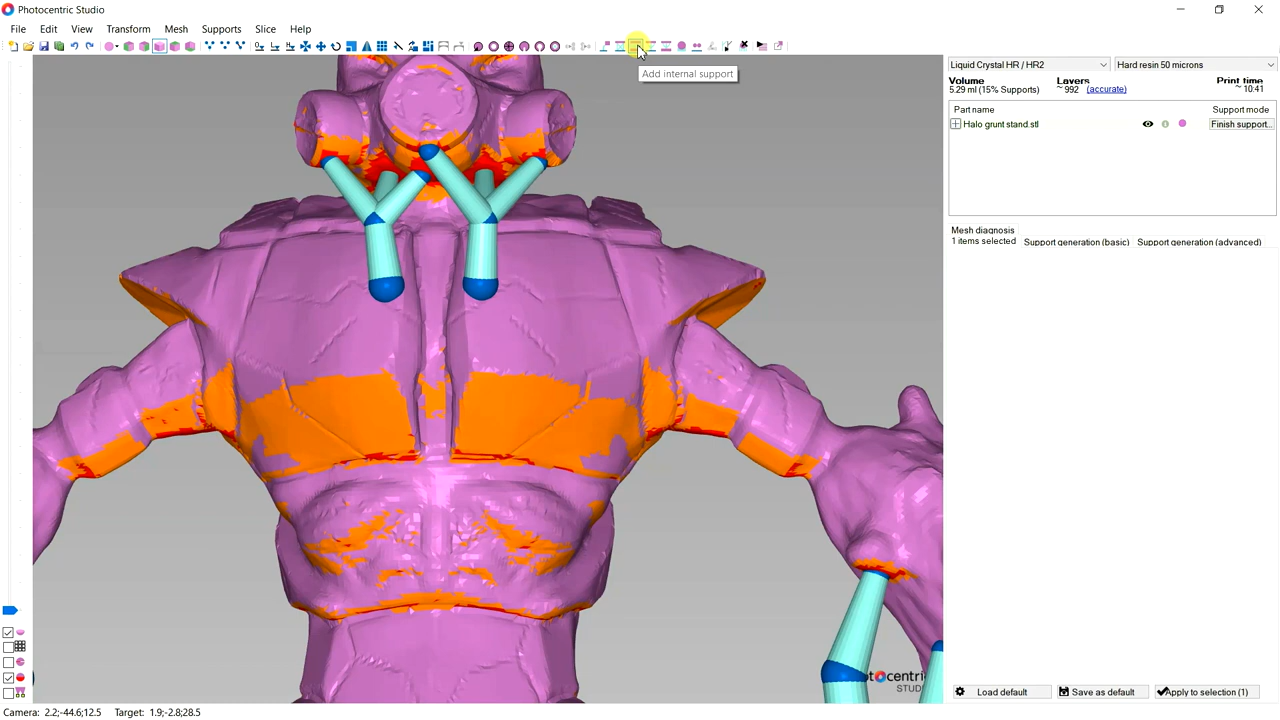 Photocentric Studio
File Edit View Transform Mesh Supports Slice Help
Add internal support
Liquid Crystal HR / HR2
Hard resin 50 microns
Volume Layers Print time
5.29 ml (15% Supports) ~ 992 (accurate) ~ 10:41
Part name Support mode
Halo grunt stand.stl Finish support...
Mesh diagnosis
1 items selected Support generation (basic) Support generation (advanced)
otocentri
STUD
Load default Save as default Apply to selection (1)
Camera: 2.2;-44.6;12.5 Target: 1.9;-2.8;28.5